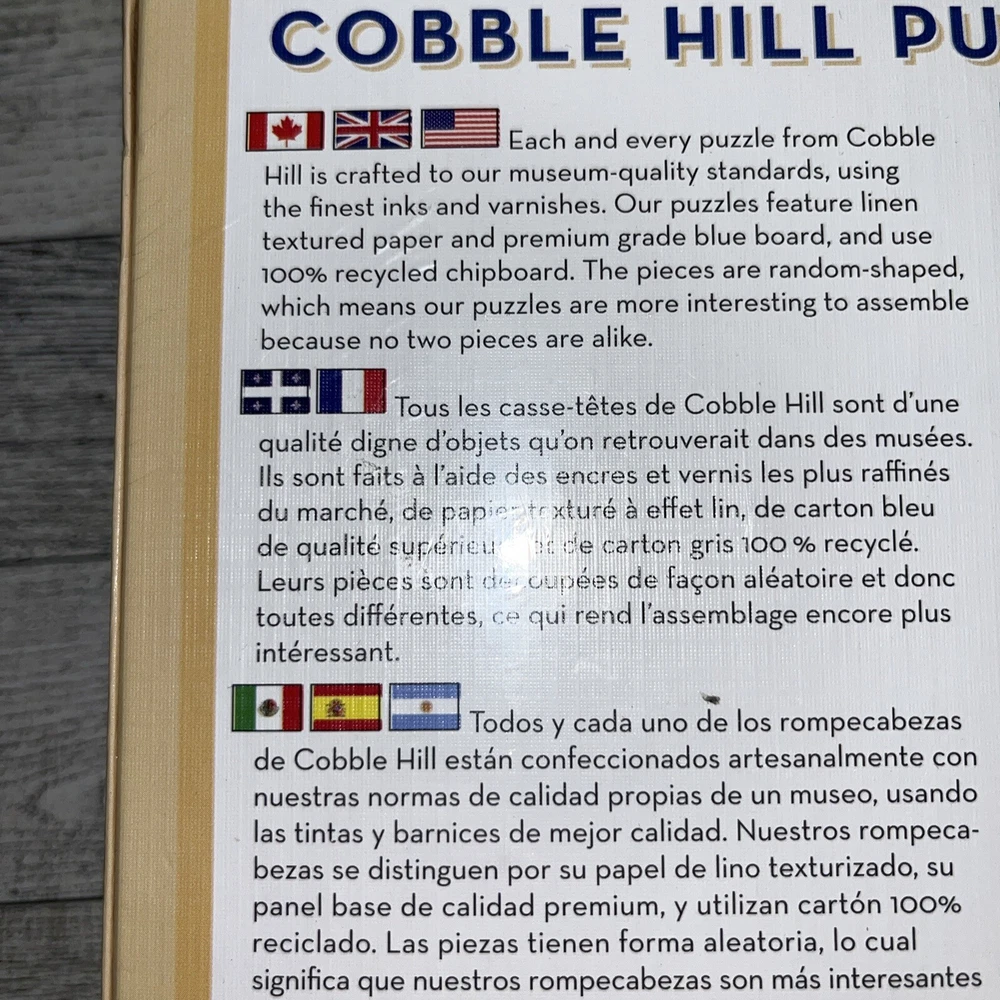 COBBLE HILL PU
Each and every puzzle from Cobble
Hill is crafted to our museum-quality standards, using
the finest inks and varnishes. Our puzzles feature linen
textured paper and premium grade blue board, and use
100% recycled chipboard. The pieces are random-shaped,
which means our puzzles are more interesting to assemble
because no two pieces are alike.
Tous les casse-têtes de Cobble Hill sont d'une
qualité digne d'objets qu'on retrouverait dans des musées.
Ils sont faits à l'aide des encres et vernis les plus raffinés
du marché, de papier texturé à effet lin, de carton bleu
de qualité supérieure et de carton gris 100 % recyclé.
Leurs pièces sont découpées de façon aléatoire et donc
toutes différentes, ce qui rend l'assemblage encore plus
intéressant.
Todos y cada uno de los rompecabezas
de Cobble Hill están confeccionados artesanalmente con
nuestras normas de calidad propias de un museo, usando
las tintas y barnices de mejor calidad. Nuestros rompeca-
bezas se distinguen por su papel de lino texturizado, su
panel base de calidad premium, y utilizan cartón 100%
reciclado. Las piezas tienen forma aleatoria, lo cual
significa que nuestros rompecabezas son más interesantes